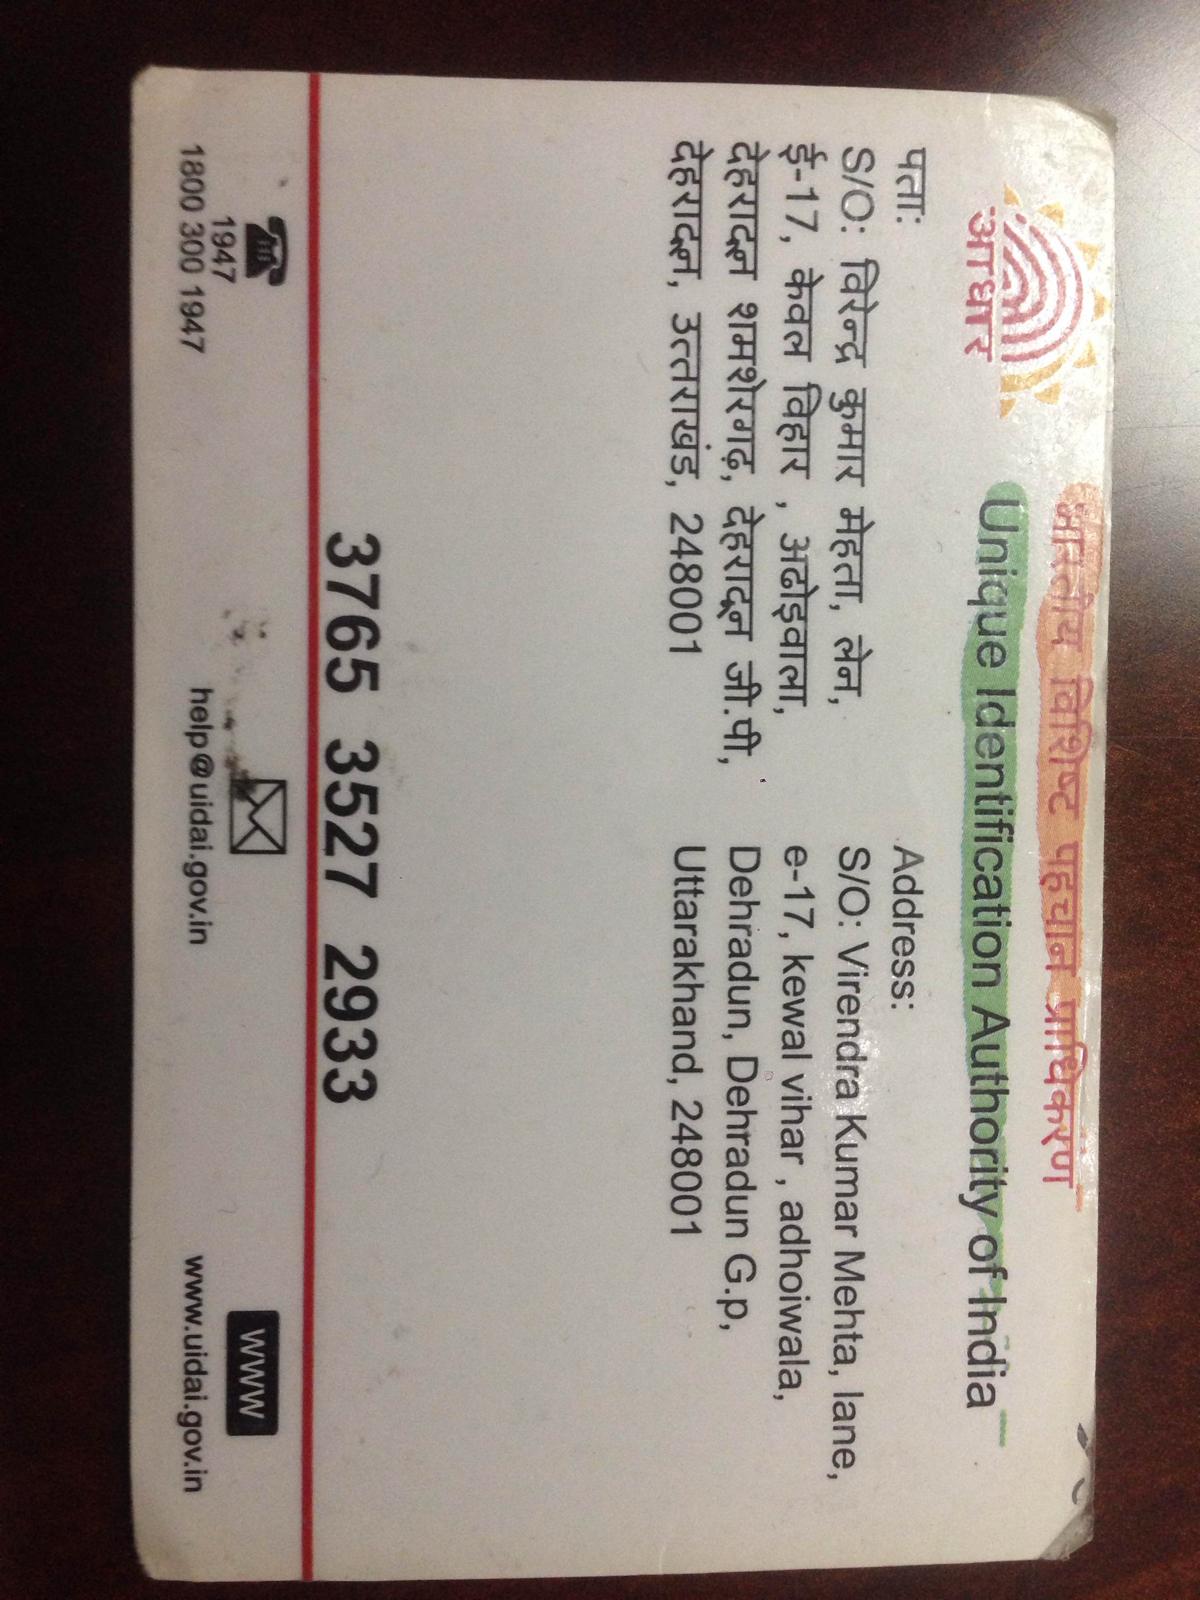 आधार
भारतीय विशिष्ट पहचान प्राधिकरण
Unique Identification Authority of India
पता:
S/O: विरेन्द्र कुमार मेहता, लेन,
ई-17, केवल विहार , अढोइवाला,
देहरादून शमशेरगढ़, देहरादून जी.पी,
देहरादून, उत्तराखंड, 248001
Address:
S/O: Virendra Kumar Mehta, lane,
e-17, kewal vihar , adhoiwala,
Dehradun, Dehradun G.p,
Uttarakhand, 248001
3765 3527 2933
1947
1800 300 1947
help@uidai.gov.in
WWW
www.uidai.gov.in